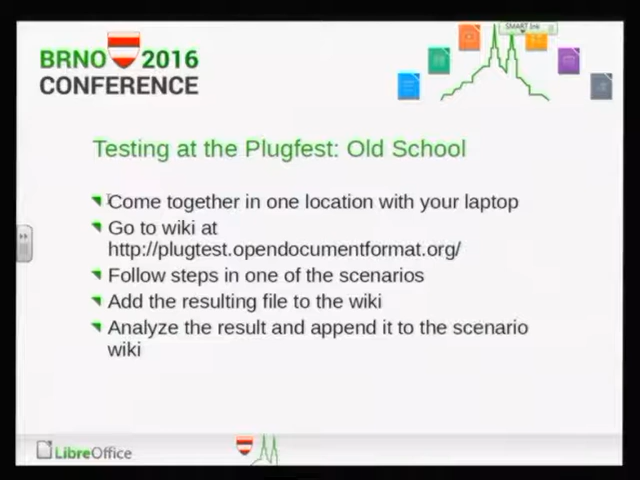 SMART Ink
BRNO 2016
CONFERENCE
Testing at the Plugfest: Old School
Come together in one location with your laptop
Go to wiki at
http://plugtest.opendocumentformat.org/
Follow steps in one of the scenarios
Add the resulting file to the wiki
Analyze the result and append it to the scenario
wiki
LibreOffice